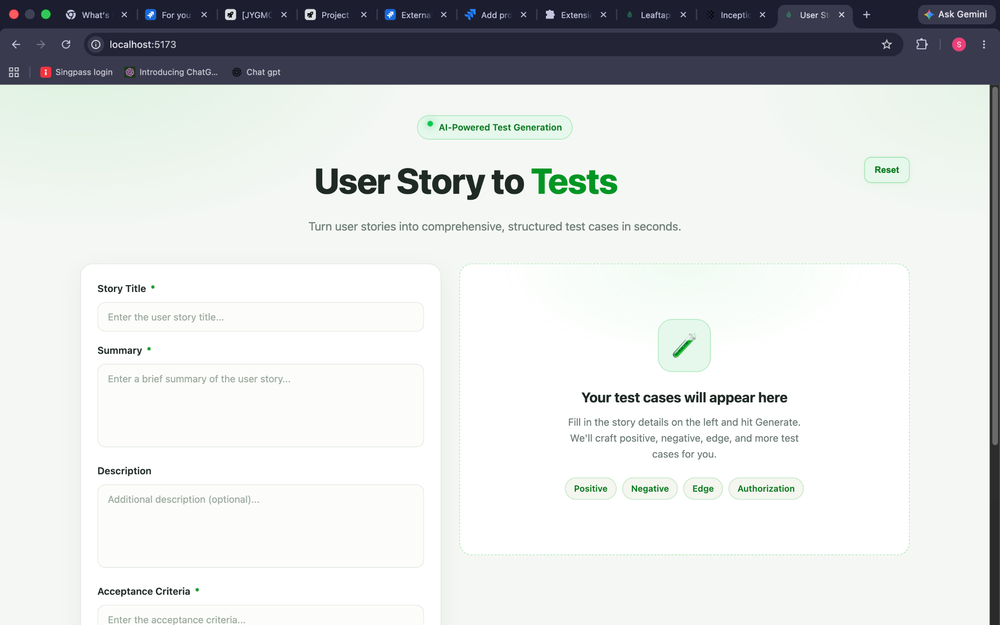 What's
For you
[JYGMC
Project
External
Add pro
Extensi
Leaftap
Inceptio
User St
Ask Gemini
localhost:5173
S
Singpass login
Introducing ChatG...
Chat gpt
AI-Powered Test Generation
User Story to Tests
Reset
Turn user stories into comprehensive, structured test cases in seconds.
Story Title *
Enter the user story title...
Summary *
Enter a brief summary of the user story...
Description
Additional description (optional)...
Acceptance Criteria *
Enter the acceptance criteria...
Your test cases will appear here
Fill in the story details on the left and hit Generate.
We'll craft positive, negative, edge, and more test
cases for you.
Positive
Negative
Edge
Authorization